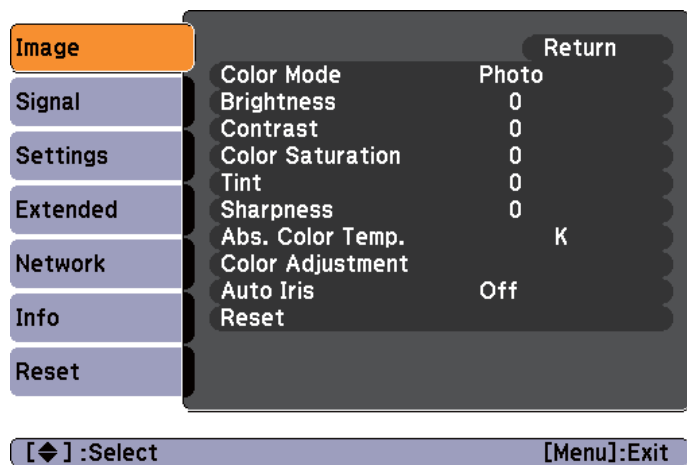 Image
Signal
Settings
Extended
Network
Info
Reset
Return
Color Mode Photo
Brightness 0
Contrast 0
Color Saturation 0
Tint 0
Sharpness 0
Abs. Color Temp. K
Color Adjustment
Auto Iris Off
Reset
[◆] :Select [Menu]:Exit